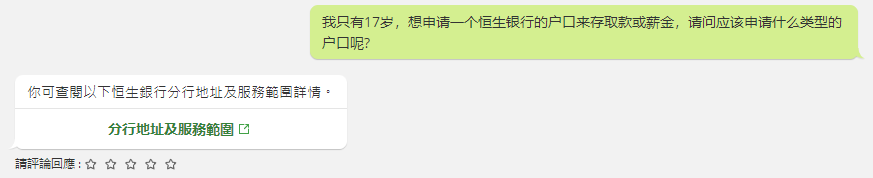 我只有17岁，想申请一个恒生银行的户口来存取款或薪金，请问应该申请什么类型的
户口呢?
你可查閱以下恒生銀行分行地址及服務範圍詳情。
分行地址及服務範圍
請評論回應 : ☆ ☆ ☆ ☆ ☆